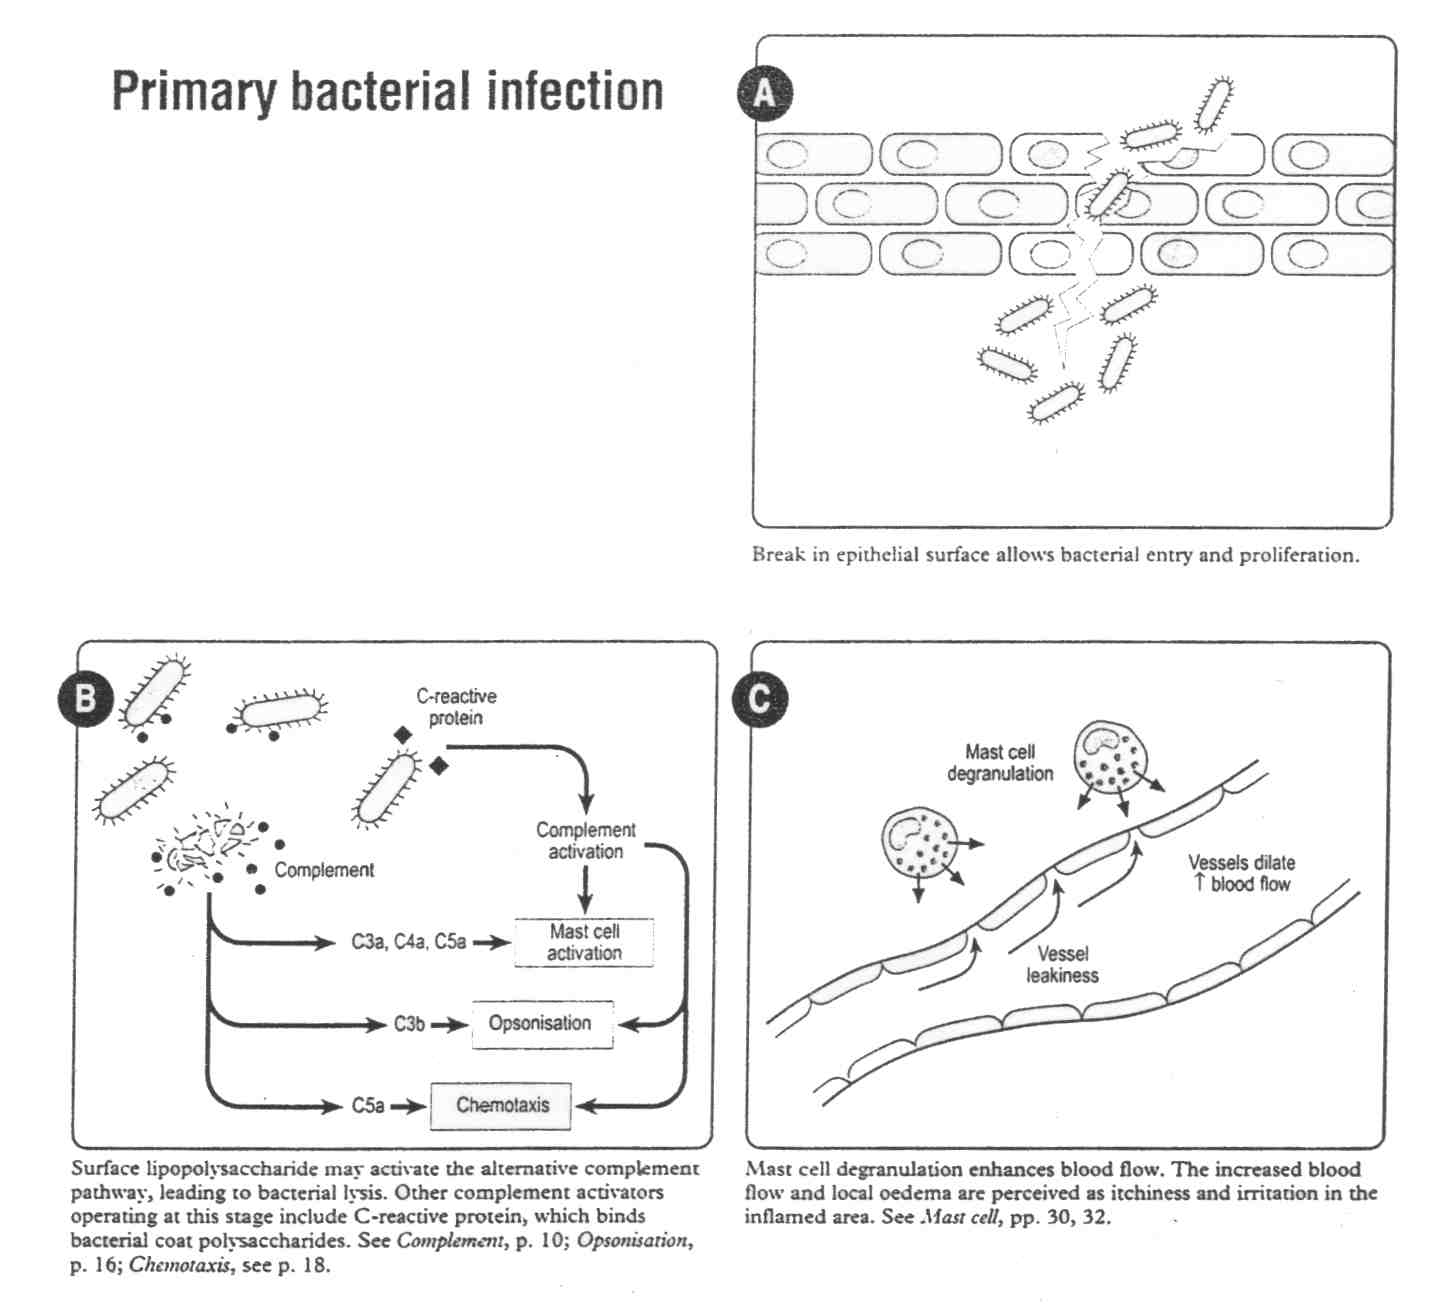 Primary bacterial infection
A
Break in epithelial surface allows bacterial entry and proliferation.
B
C-reactive
protein
Complement
activation
Complement
C3a, C4a, C5a
Mast cell
activation
C3b
Opsonisation
C5a
Chemotaxis
Surface lipopolysaccharide may activate the alternative complement
pathway, leading to bacterial lysis. Other complement activators
operating at this stage include C-reactive protein, which binds
bacterial coat polysaccharides. See Complement, p. 10; Opsonisation,
p. 16; Chemotaxis, see p. 18.
C
Mast cell
degranulation
Vessels dilate
↑ blood flow
Vessel
leakiness
Mast cell degranulation enhances blood flow. The increased blood
flow and local oedema are perceived as itchiness and irritation in the
inflamed area. See Mast cell, pp. 30, 32.